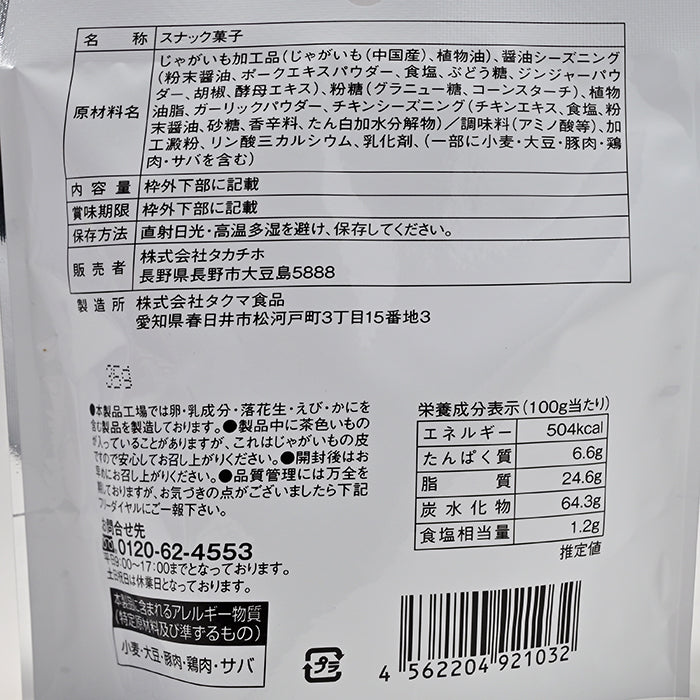 名称 スナック菓子
原材料名 じゃがいも加工品(じゃがいも(中国産)、植物油)、醤油シーズニング
(粉末醤油、ポークエキスパウダー、食塩、ぶどう糖、ジンジャーパウ
ダー、胡椒、酵母エキス)、粉糖(グラニュー糖、コーンスターチ)、植物
油脂、ガーリックパウダー、チキンシーズニング(チキンエキス、食塩、粉
末醤油、砂糖、香辛料、たん白加水分解物)/調味料(アミノ酸等)、加
工澱粉、リン酸三カルシウム、乳化剤、(一部に小麦・大豆・豚肉・鶏
肉・サバを含む)
内容量 枠外下部に記載
賞味期限 枠外下部に記載
保存方法 直射日光・高温多湿を避け、保存してください。
販売者 株式会社タカチホ
長野県長野市大豆島5888
製造所 株式会社タクマ食品
愛知県春日井市松河戸町3丁目15番地3
35g
●本製品工場では卵・乳成分・落花生・えび・かにを
含む製品を製造しております。●製品中に茶色いもの
が入っていることがありますが、これはじゃがいもの皮
ですので安心してお召し上がりください。●開封後はお
早めにお召し上がりください。●品質管理には万全を
期しておりますが、お気づきの点がございましたら下記
フリーダイヤルにご一報下さい。
お問合せ先
0120-62-4553
午前9:00〜17:00までとなっております。
土日祝日は休業日となっております。
本製品に含まれるアレルギー物質
(特定原材料及び準ずるもの)
小麦・大豆・豚肉・鶏肉・サバ
栄養成分表示(100g当たり)
エネルギー 504kcal
たんぱく質 6.6g
脂質 24.6g
炭水化物 64.3g
食塩相当量 1.2g
推定値
プラ
4 562204 921032